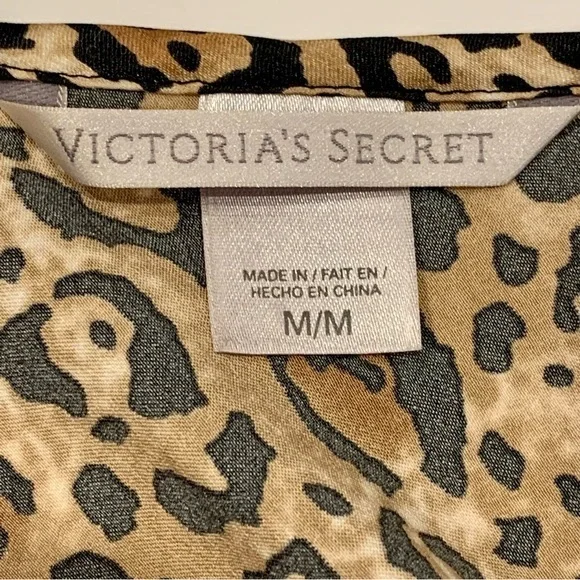 VICTORIA'S SECRET
MADE IN / FAIT EN /
HECHO EN CHINA
M/M